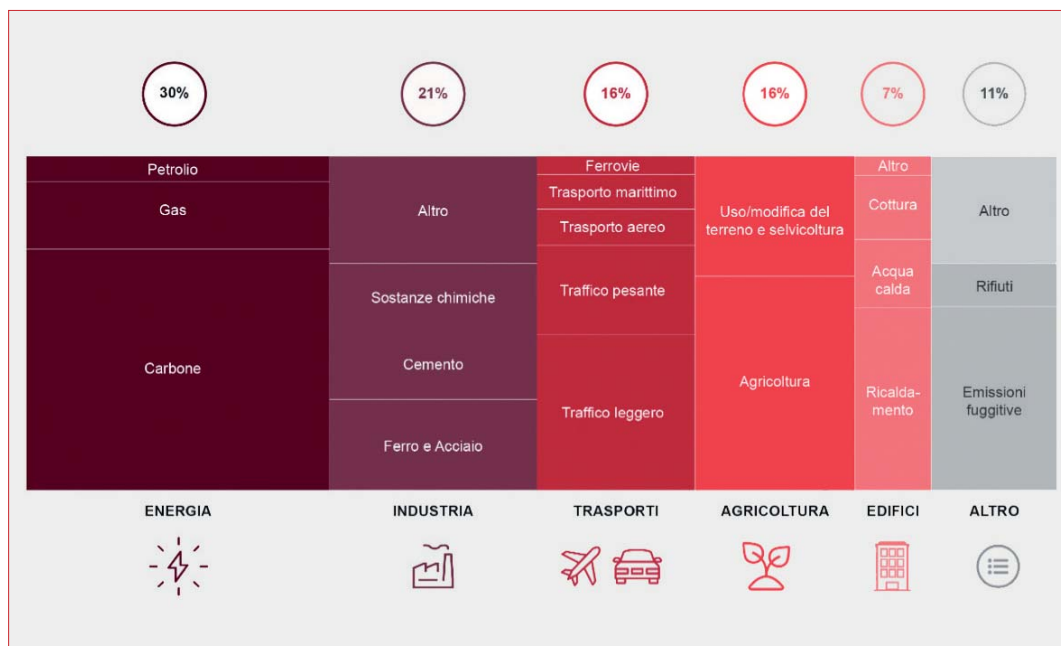 30%
21%
16%
16%
7%
11%
Petrolio
Gas
Carbone
Altro
Sostanze chimiche
Cemento
Ferro e Acciaio
Ferrovie
Trasporto marittimo
Trasporto aereo
Traffico pesante
Traffico leggero
Uso/modifica del
terreno e selvicoltura
Agricoltura
Altro
Cottura
Acqua
calda
Ricalda-
mento
Altro
Rifiuti
Emissioni
fuggitive
ENERGIA
INDUSTRIA
TRASPORTI
AGRICOLTURA
EDIFICI
ALTRO